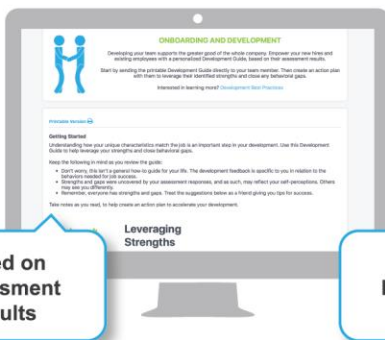 ONBOARDING AND DEVELOPMENT
Developing your team supports the greater good of the whole company. Empower your new hires and
existing employees with a personalized Development Guide, based on their assessment results.
Start by sending the printable Development Guide directly to your team member. Then create an action plan
with them to leverage their identified strengths and close any behavioral gaps.
Interested in learning more? Development Best Practices
Printable Version
Getting Started
Understanding how your unique characteristics match the job is an important step in your development. Use this Development
Guide to help leverage your strengths and close behavioral gaps.
Keep the following in mind as you review the guide:
• Don't worry, this isn't a general how-to guide for your life. The development feedback is specific to you in relation to the
behaviors needed for job success.
• Strengths and gaps were uncovered by your assessment responses, and as such, may reflect your self-perceptions. Others
may see you differently.
• Remember, everyone has strengths and gaps. Treat the suggestions below as a friend giving you tips for success.
Take notes as you read, to help create an action plan to accelerate your development.
Leveraging
Strengths
ed on
ssment
ults